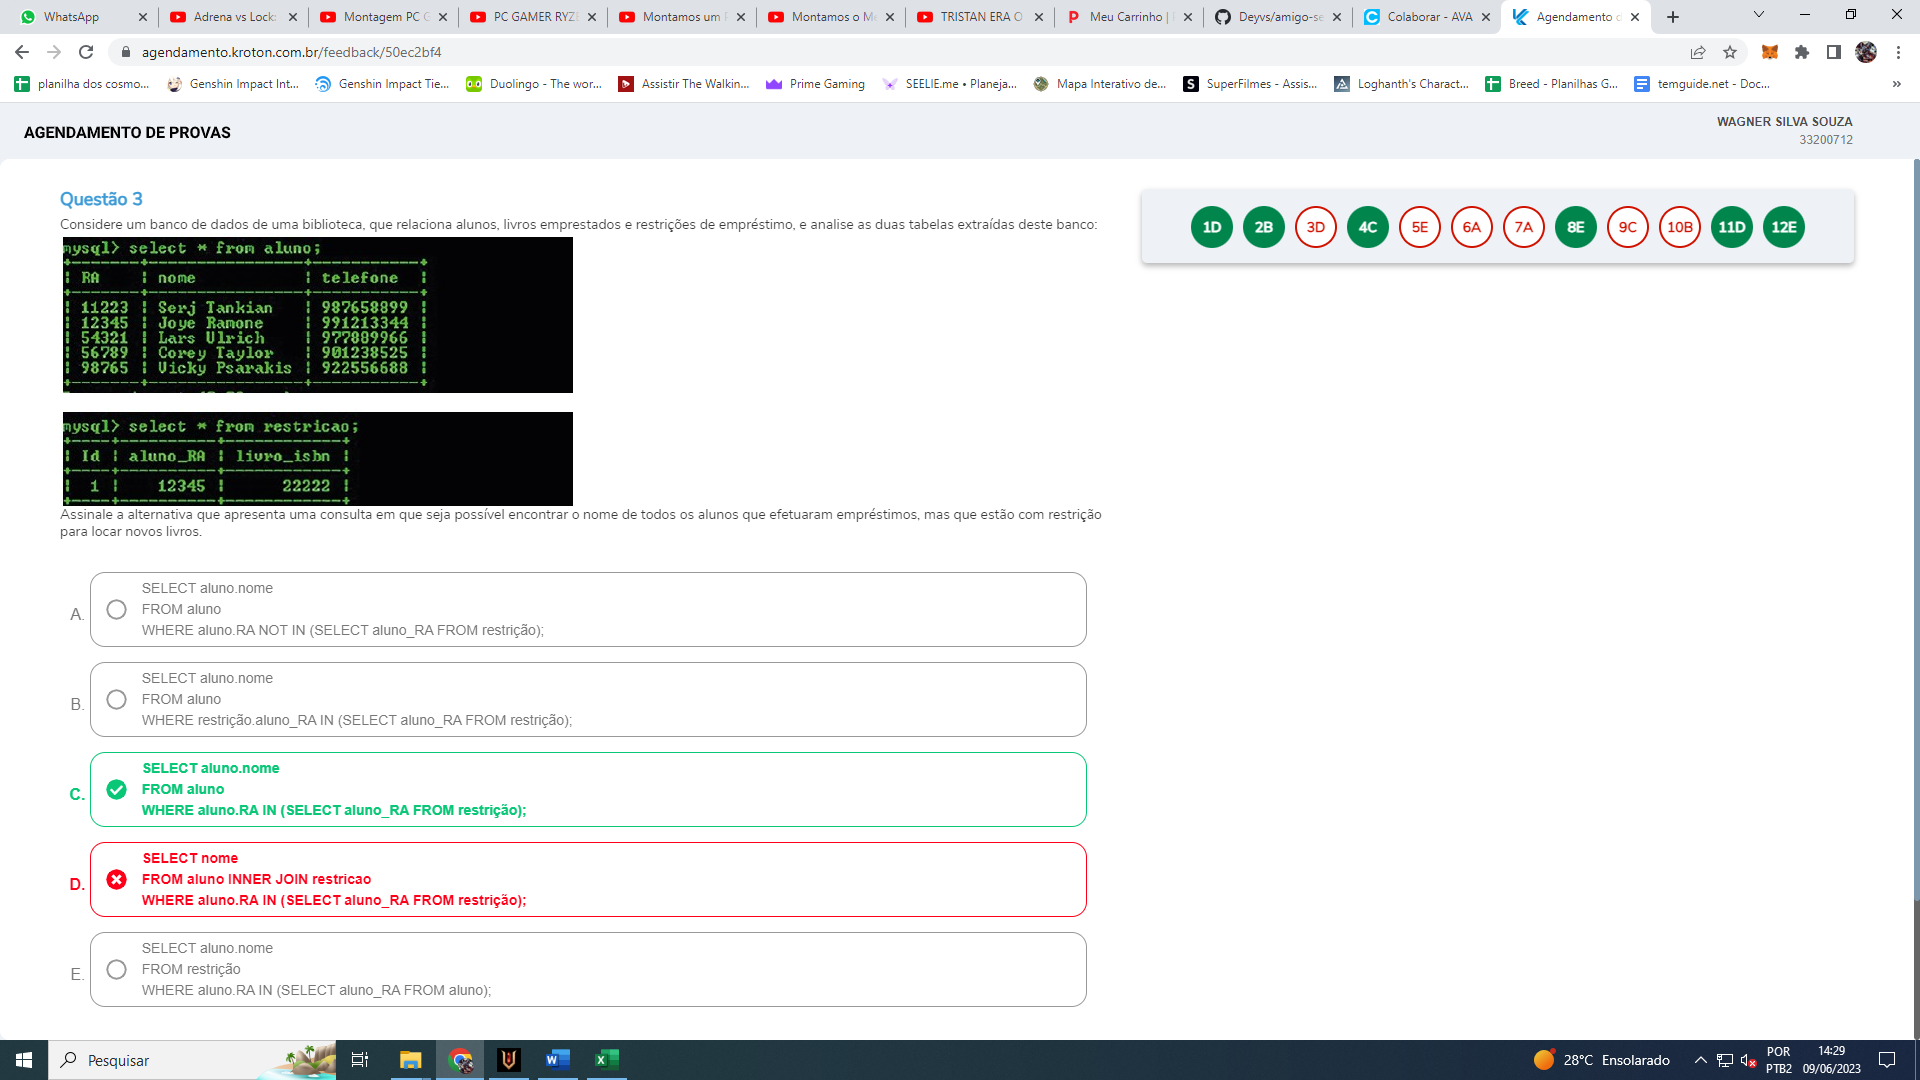 WhatsApp
Adrena vs Lock
Montagem PC G
PC GAMER RYZE
Montamos um
Montamos o Me
TRISTAN ERA O
Meu Carrinho |
Deyvs/amigo-se
Colaborar - AVA
Agendamento d
agendamento.kroton.com.br/feedback/50ec2bf4
planilha dos cosmo...
Genshin Impact Int...
Genshin Impact Tie...
Duolingo - The wor...
Assistir The Walkin...
Prime Gaming
SEELIE.me • Planeja...
Mapa Interativo de...
SuperFilmes - Assis...
Loghanth's Charact...
Breed - Planilhas G...
temguide.net - Doc...
AGENDAMENTO DE PROVAS
WAGNER SILVA SOUZA
33200712
Questão 3
1D 2B 3D 4C 5E 6A 7A 8E 9C 10B 11D 12E
Considere um banco de dados de uma biblioteca, que relaciona alunos, livros emprestados e restrições de empréstimo, e analise as duas tabelas extraídas deste banco:
mysql> select * from aluno;
| RA | nome | telefone |
| 11223 | Serj Tankian | 987658899 |
| 12345 | Joye Ramone | 991213344 |
| 54321 | Lars Ulrich | 977889966 |
| 56789 | Corey Taylor | 901238525 |
| 98765 | Vicky Psarakis | 922556688 |
mysql> select * from restricao;
| Id | aluno_RA | livro_isbn |
| 1 | 12345 | 22222 |
Assinale a alternativa que apresenta uma consulta em que seja possível encontrar o nome de todos os alunos que efetuaram empréstimos, mas que estão com restrição
para locar novos livros.
A.
SELECT aluno.nome
FROM aluno
WHERE aluno.RA NOT IN (SELECT aluno_RA FROM restrição);
B.
SELECT aluno.nome
FROM aluno
WHERE restrição.aluno_RA IN (SELECT aluno_RA FROM restrição);
C.
SELECT aluno.nome
FROM aluno
WHERE aluno.RA IN (SELECT aluno_RA FROM restrição);
D.
SELECT nome
FROM aluno INNER JOIN restricao
WHERE aluno.RA IN (SELECT aluno_RA FROM restrição);
E.
SELECT aluno.nome
FROM restrição
WHERE aluno.RA IN (SELECT aluno_RA FROM aluno);
Pesquisar
28°C Ensolarado
POR
PTB2
14:29
09/06/2023